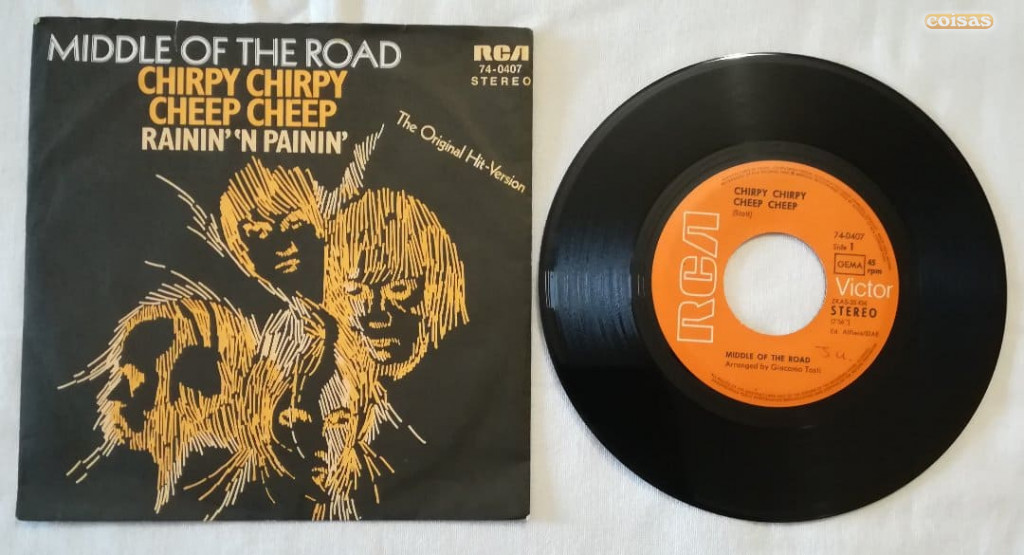 MIDDLE OF THE ROAD
CHIRPY CHIRPY
CHEEP CHEEP
RAININ' 'N PAININ'
RCA
74-0407
STEREO
The Original Hit-Version
coisas
CHIRPY CHIRPY
CHEEP CHEEP
(Stott)
74-0407
Side 1
GEMA
45
rpm
RCA
Victor
STEREO
MIDDLE OF THE ROAD
Arranged by Giacomo Tosti